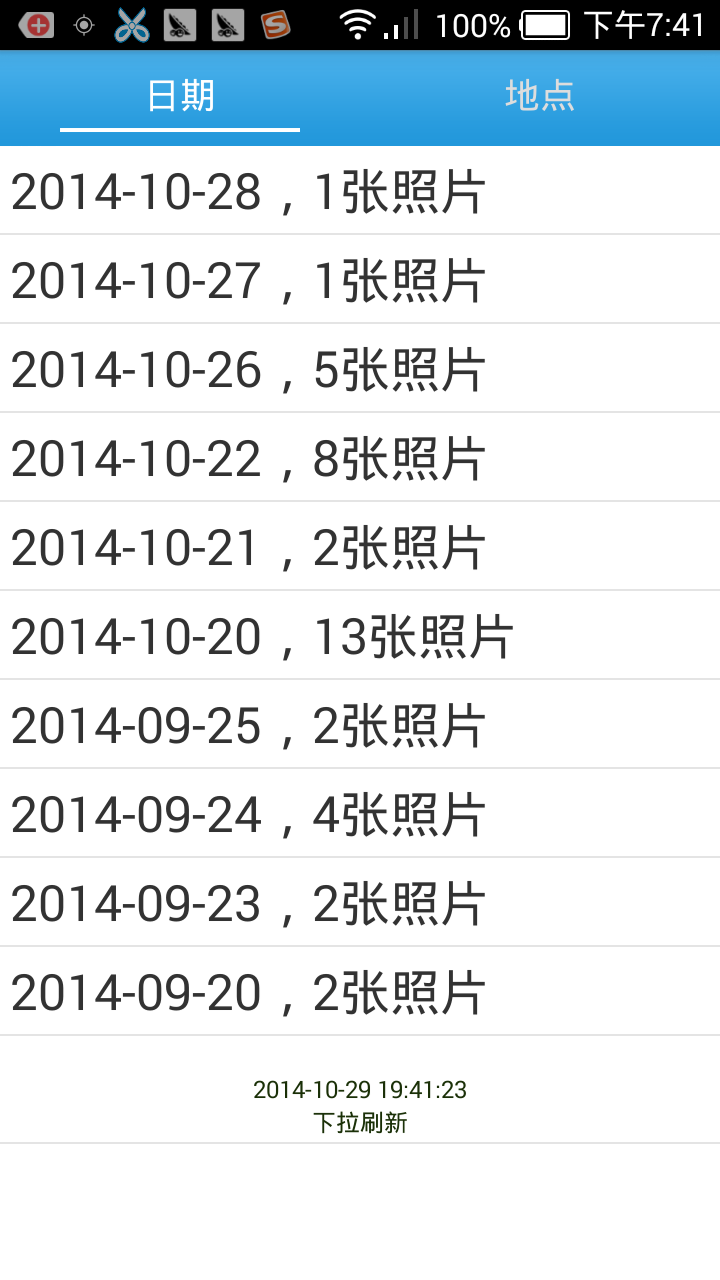 100% 下午7:41
日期 地点
2014-10-28，1张照片
2014-10-27，1张照片
2014-10-26，5张照片
2014-10-22，8张照片
2014-10-21，2张照片
2014-10-20，13张照片
2014-09-25，2张照片
2014-09-24，4张照片
2014-09-23，2张照片
2014-09-20，2张照片
2014-10-29 19:41:23
下拉刷新